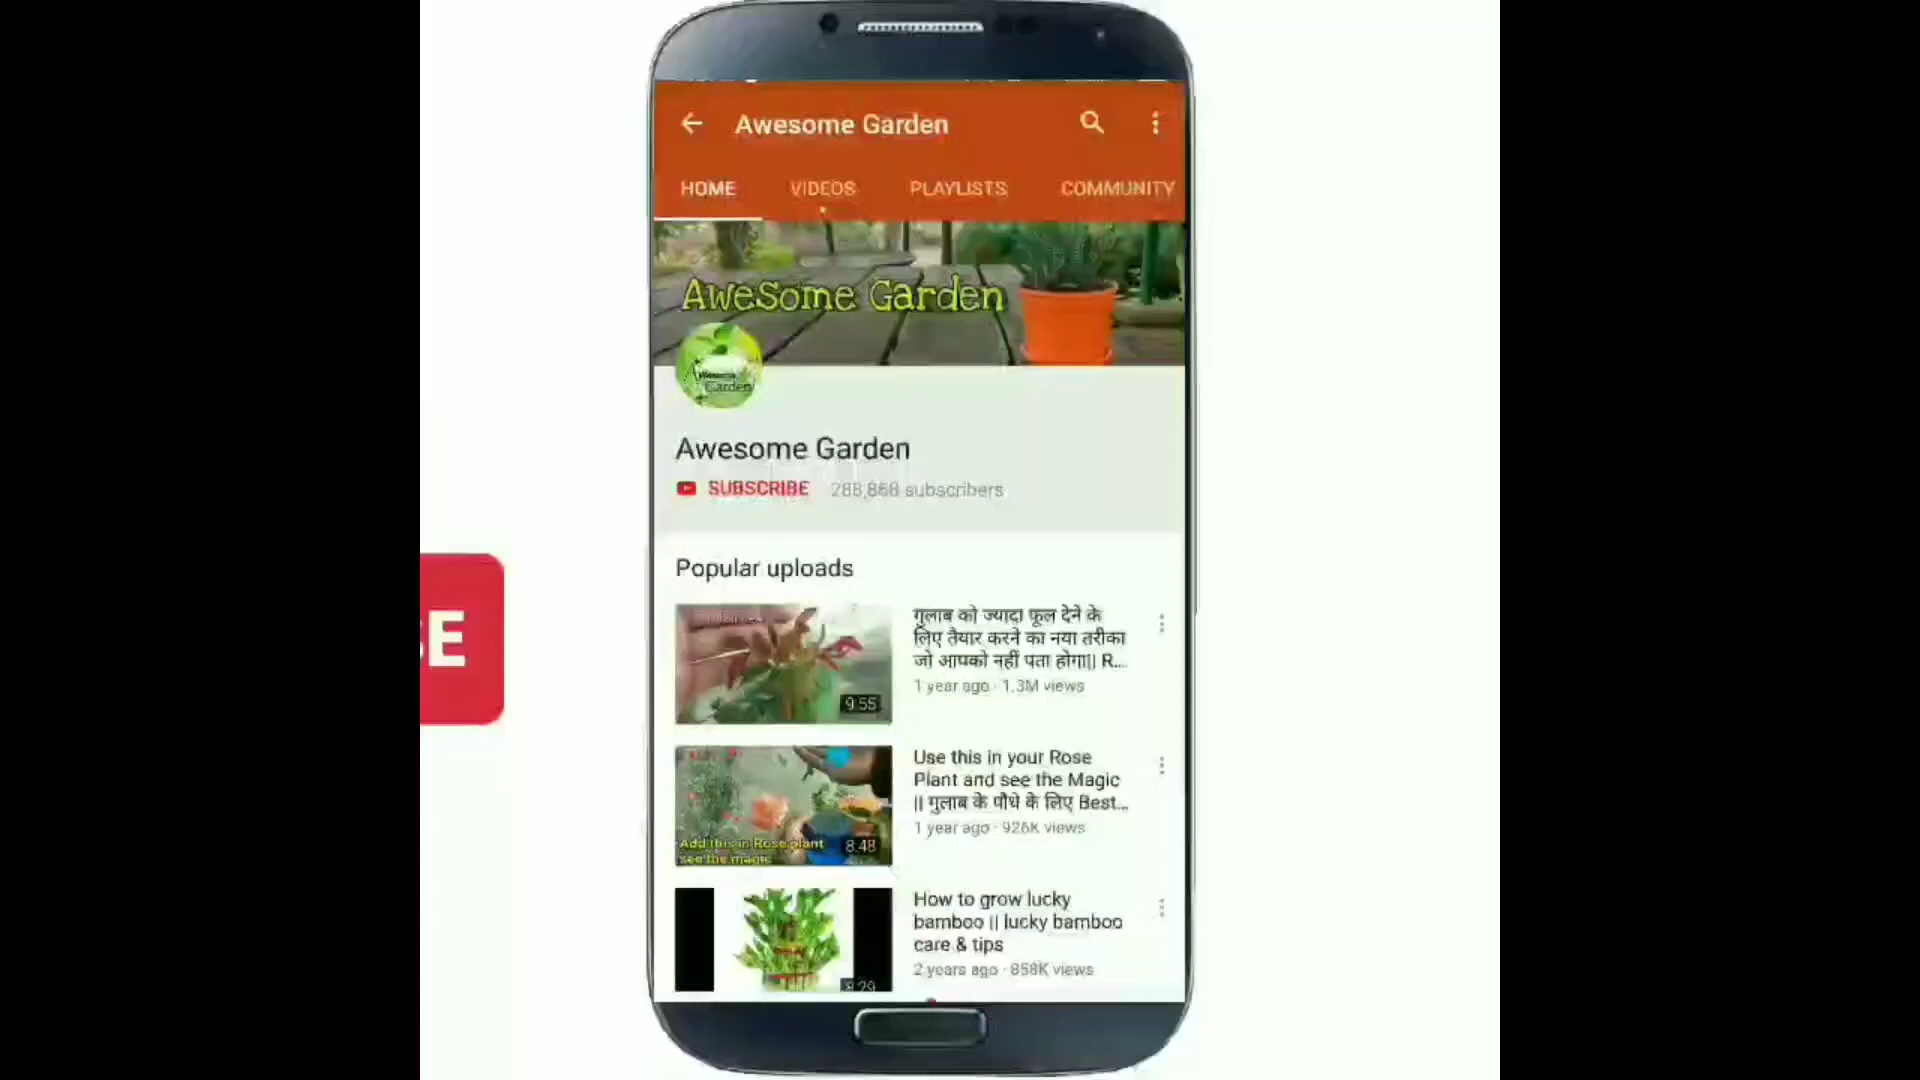 Awesome Garden
HOME VIDEOS PLAYLISTS COMMUNITY
AweSome Garden
Awesome
Garden
Awesome Garden
SUBSCRIBE 288,868 subscribers
Popular uploads
गुलाब को ज्यादा फूल देने के
लिए तैयार करने का नया तरीका
जो आपको नहीं पता होगा|| R...
1 year ago · 1.3M views
9:55
Use this in your Rose
Plant and see the Magic
|| गुलाब के पौधे के लिए Best...
1 year ago · 926K views
Add this in Rose plant
see the magic
8:48
How to grow lucky
bamboo || lucky bamboo
care & tips
2 years ago · 858K views
8:29
E